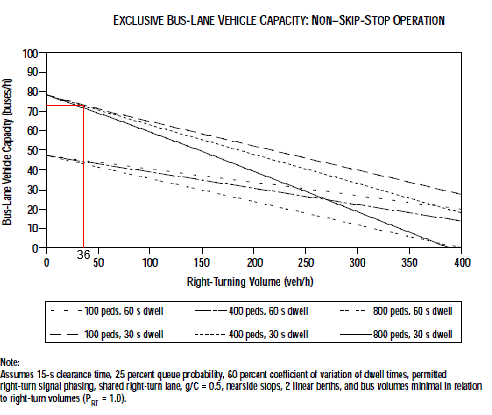 EXCLUSIVE BUS-LANE VEHICLE CAPACITY: NON–SKIP-STOP OPERATION
Bus-Lane Vehicle Capacity (buses/h)
100
90
80
70
60
50
40
30
20
10
0
0
36
50
100
150
200
250
300
350
400
Right-Turning Volume (veh/h)
100 peds, 60 s dwell
400 peds, 60 s dwell
800 peds, 60 s dwell
100 peds, 30 s dwell
400 peds, 30 s dwell
800 peds, 30 s dwell
Note:
Assumes 15-s clearance time, 25 percent queue probability, 60 percent coefficient of variation of dwell times, permitted
right-turn signal phasing, shared right-turn lane, g/C = 0.5, nearside stops, 2 linear berths, and bus volumes minimal in relation
to right-turn volumes (P_RT = 1.0).